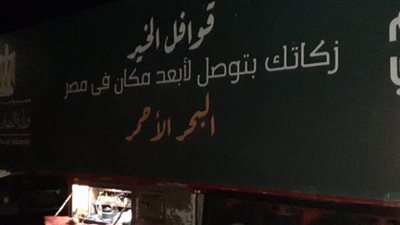 قوافل الخير
زكاتك بتوصل لأبعد مكان فى مصر
البحر الأحمر